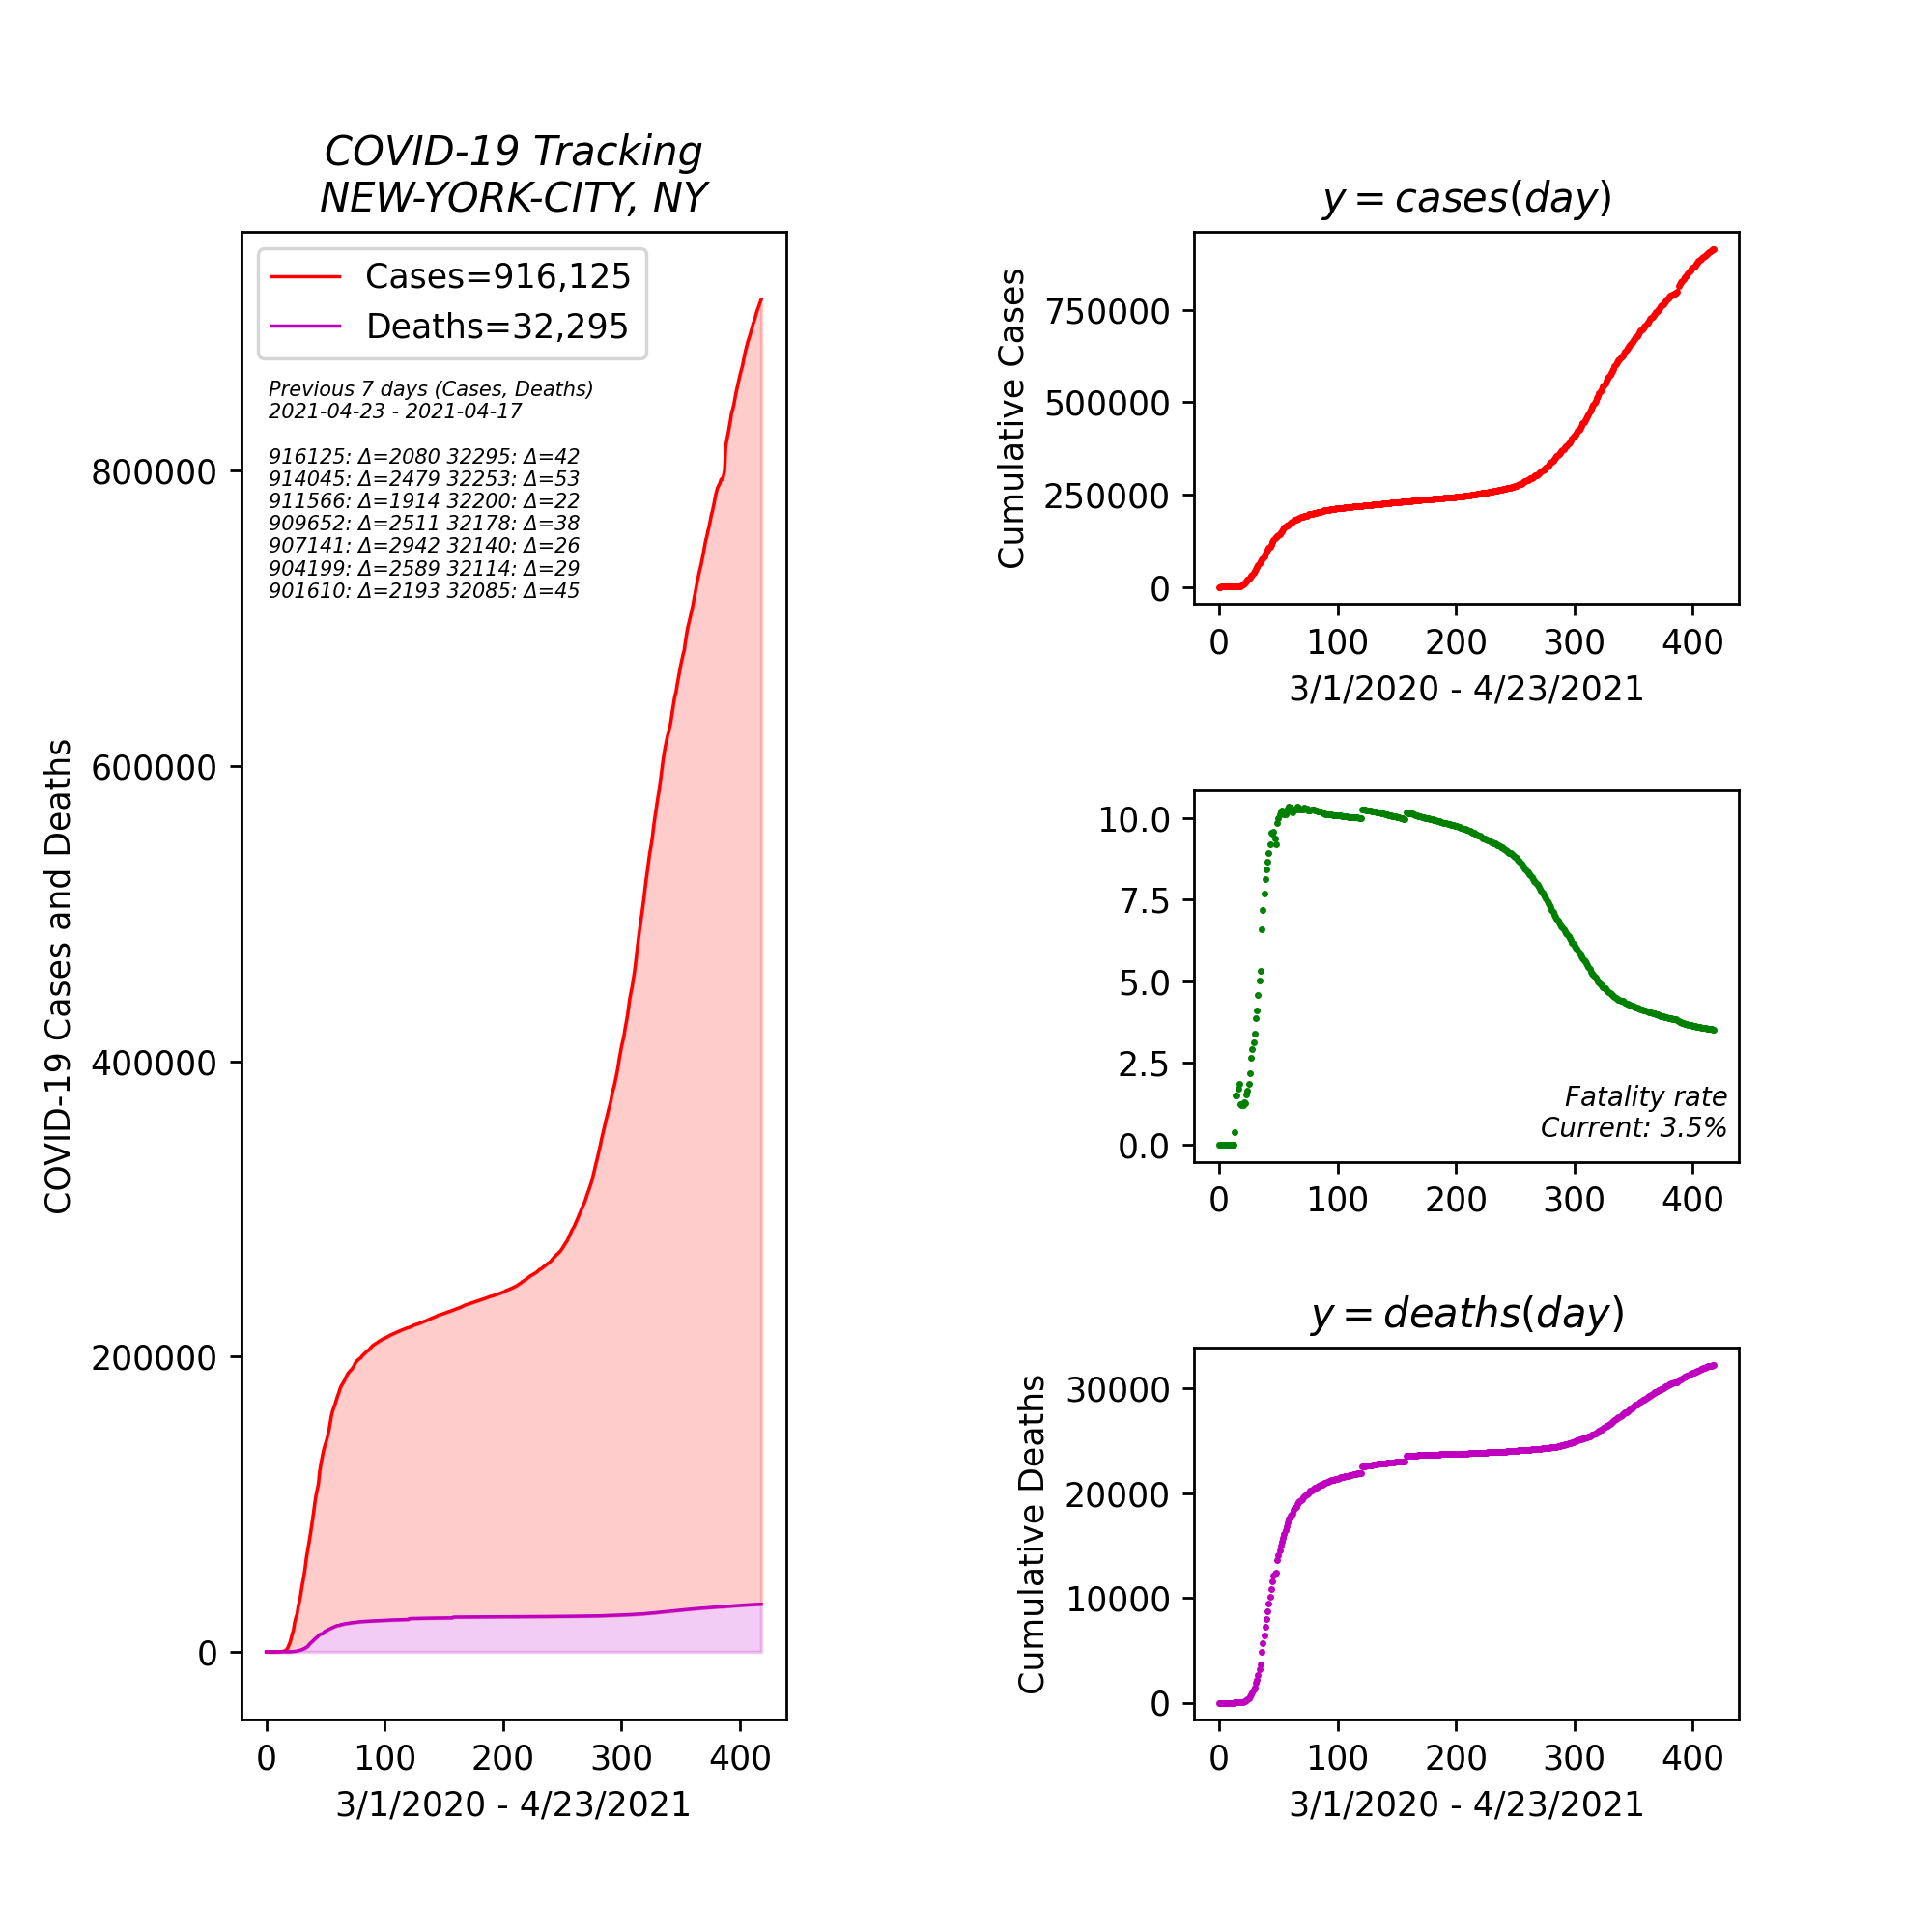 COVID-19 Tracking
NEW-YORK-CITY, NY
Cases=916,125
Deaths=32,295
Previous 7 days (Cases, Deaths)
2021-04-23 - 2021-04-17
916125: Δ=2080 32295: Δ=42
914045: Δ=2479 32253: Δ=53
911566: Δ=1914 32200: Δ=22
909652: Δ=2511 32178: Δ=38
907141: Δ=2942 32140: Δ=26
904199: Δ=2589 32114: Δ=29
901610: Δ=2193 32085: Δ=45
COVID-19 Cases and Deaths
800000
600000
400000
200000
0
0 100 200 300 400
3/1/2020 - 4/23/2021
y = cases(day)
Cumulative Cases
750000
500000
250000
0
0 100 200 300 400
3/1/2020 - 4/23/2021
10.0
7.5
5.0
2.5
0.0
Fatality rate
Current: 3.5%
0 100 200 300 400
y = deaths(day)
Cumulative Deaths
30000
20000
10000
0
0 100 200 300 400
3/1/2020 - 4/23/2021